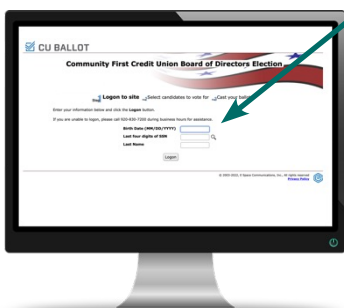 CU BALLOT
Community First Credit Union Board of Directors Election
Logon to site Select candidates to vote for Cast your ballot
Enter your information below and click the Logon button.
If you are unable to logon, please call 920-830-7200 during business hours for assistance.
Birth Date (MM/DD/YYYY)
Last four digits of SSN
Last Name
Logon
All rights reserved
Privacy Policy